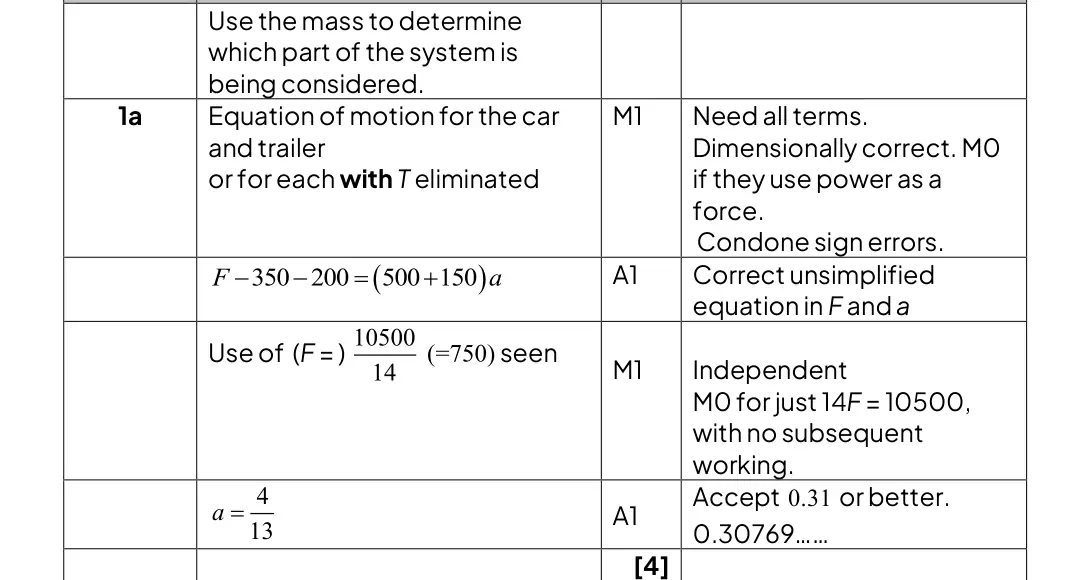 Use the mass to determine
which part of the system is
being considered.
1a
Equation of motion for the car
and trailer
or for each with T eliminated
M1
Need all terms.
Dimensionally correct. M0
if they use power as a
force.
Condone sign errors.
F − 350 − 200 = (500 + 150)a
A1
Correct unsimplified
equation in F and a
Use of (F = ) 10500/14 (=750) seen
M1
Independent
M0 for just 14F = 10500,
with no subsequent
working.
a = 4/13
A1
Accept 0.31 or better.
0.30769......
[4]